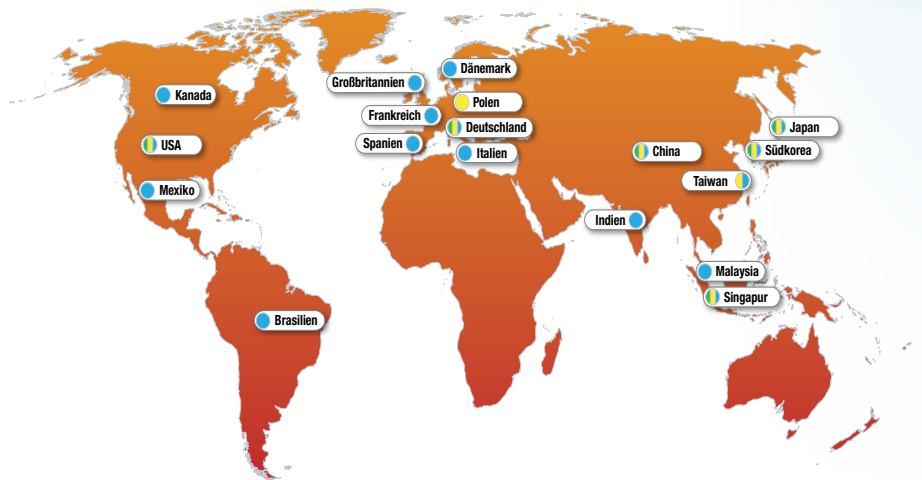 Dänemark
Großbritannien
Kanada
Polen
Frankreich
Deutschland
Japan
USA
Spanien
Italien
China
Südkorea
Taiwan
Mexiko
Indien
Malaysia
Singapur
Brasilien